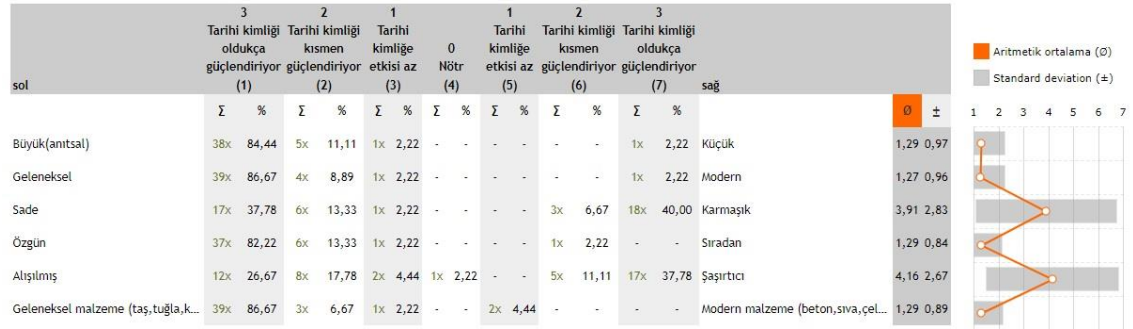 3 2 1 1 2 3
Tarihi kimliği Tarihi kimliği Tarihi Tarihi Tarihi kimliği Tarihi kimliği
oldukça kısmen kimliğe 0 kimliğe kısmen oldukça
güçlendiriyor güçlendiriyor etkisi az Nötr etkisi az güçlendiriyor güçlendiriyor
sol (1) (2) (3) (4) (5) (6) (7) sağ
Aritmetik ortalama (Ø)
Standard deviation (±)
Σ % Σ % Σ % Σ % Σ % Σ % Σ % Ø ± 1 2 3 4 5 6 7
Büyük(anıtsal) 38x 84,44 5x 11,11 1x 2,22 - - - - - - 1x 2,22 Küçük 1,29 0,97
Geleneksel 39x 86,67 4x 8,89 1x 2,22 - - - - - - 1x 2,22 Modern 1,27 0,96
Sade 17x 37,78 6x 13,33 1x 2,22 - - - - 3x 6,67 18x 40,00 Karmaşık 3,91 2,83
Özgün 37x 82,22 6x 13,33 1x 2,22 - - - - 1x 2,22 - - Sıradan 1,29 0,84
Alışılmış 12x 26,67 8x 17,78 2x 4,44 1x 2,22 - - 5x 11,11 17x 37,78 Şaşırtıcı 4,16 2,67
Geleneksel malzeme (taş,tuğla,k... 39x 86,67 3x 6,67 1x 2,22 - - 2x 4,44 - - - - Modern malzeme (beton,sıva,çel... 1,29 0,89